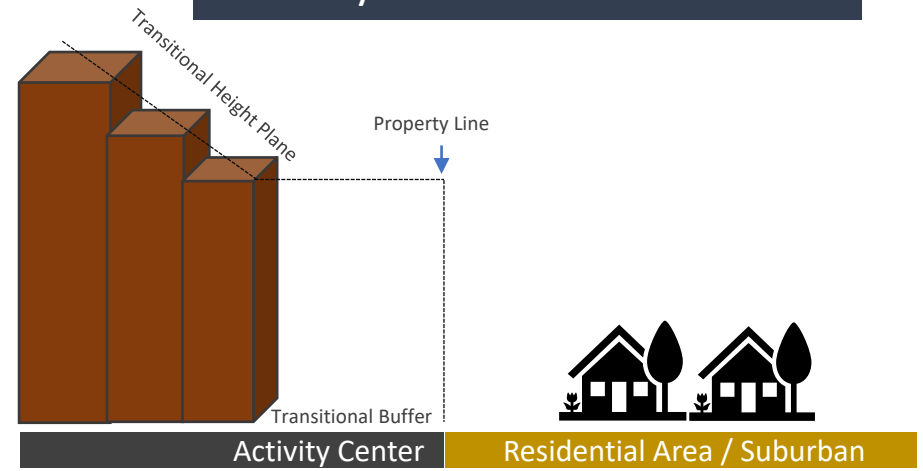 Transitional Height Plane
Property Line
Transitional Buffer
Activity Center
Residential Area / Suburban